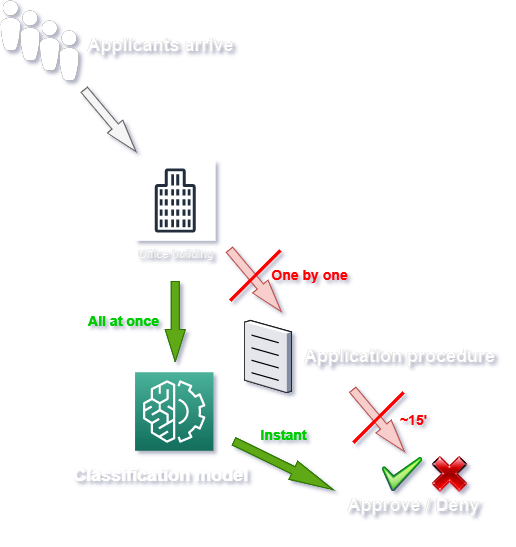 Applicants arrive
Office building
One by one
All at once
Application procedure
~15'
Instant
Classification model
Approve / Deny